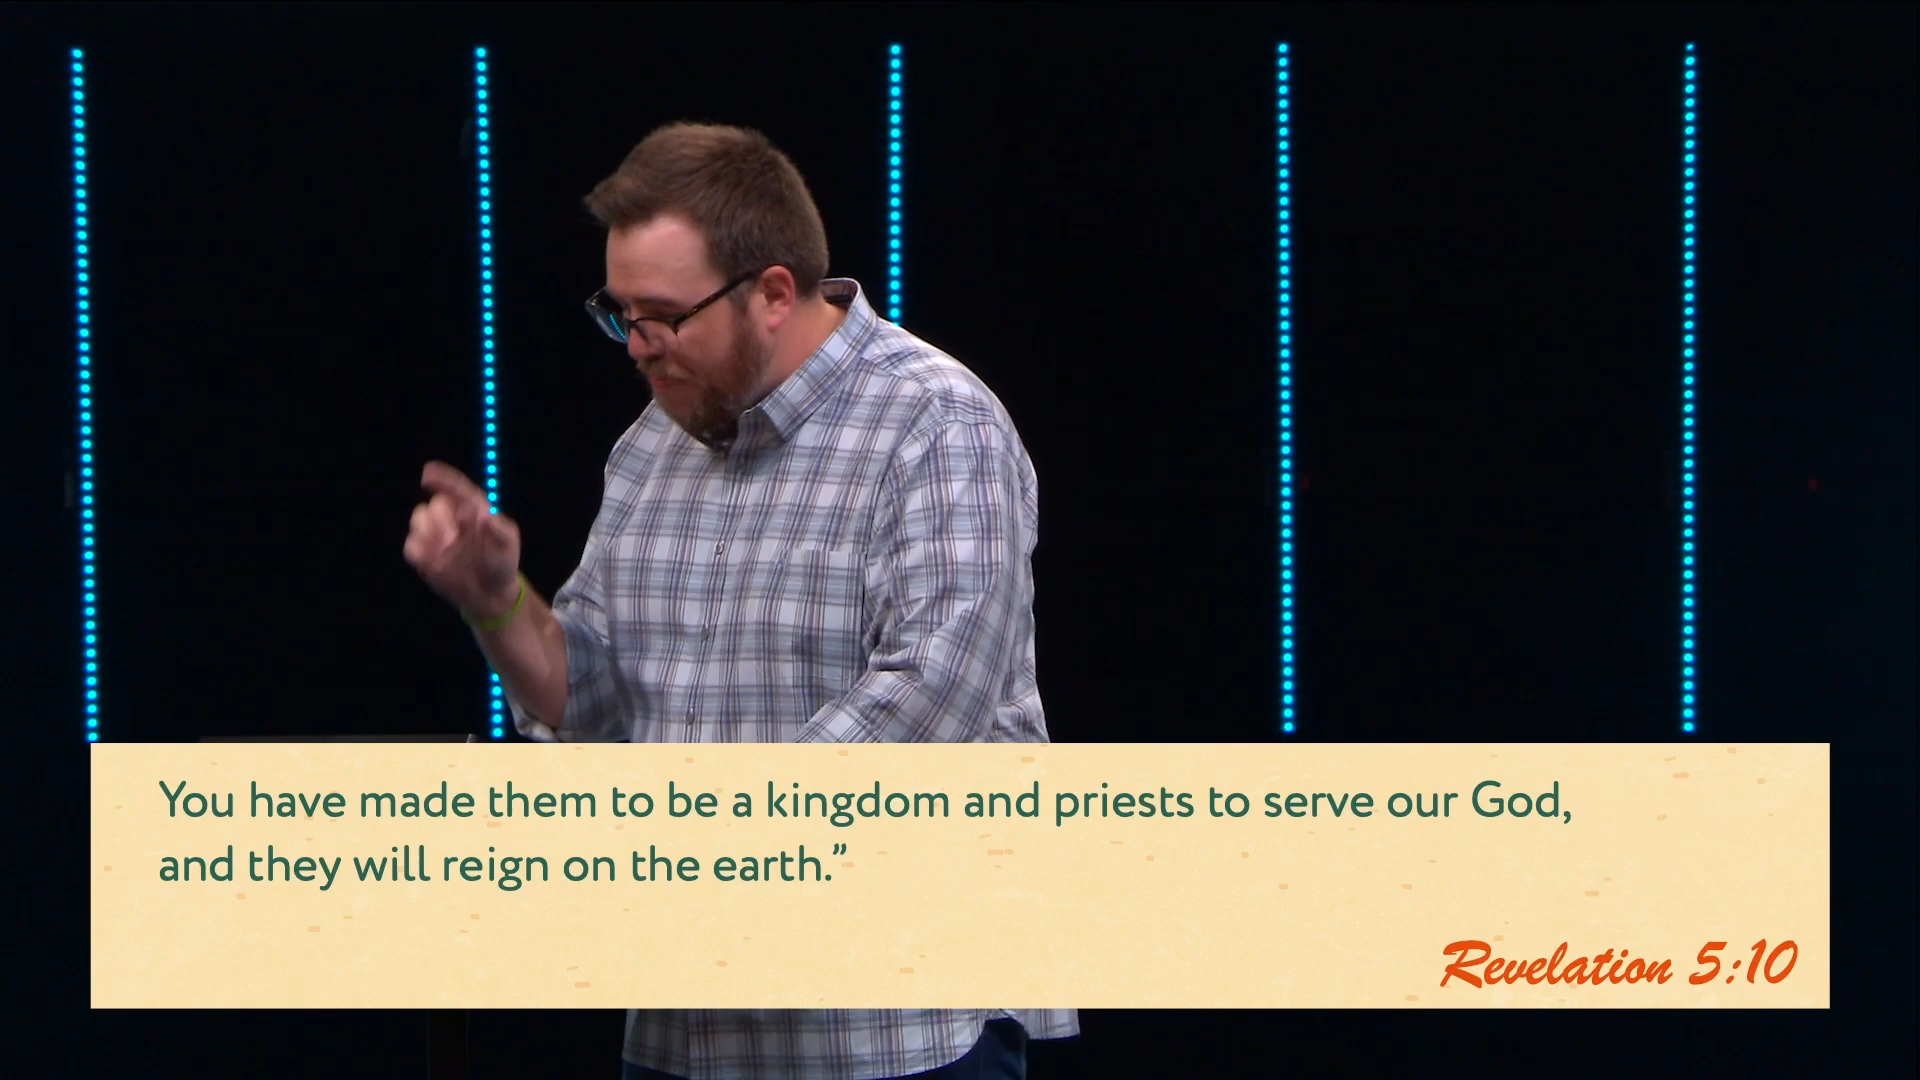 You have made them to be a kingdom and priests to serve our God,
and they will reign on the earth.”
Revelation 5:10